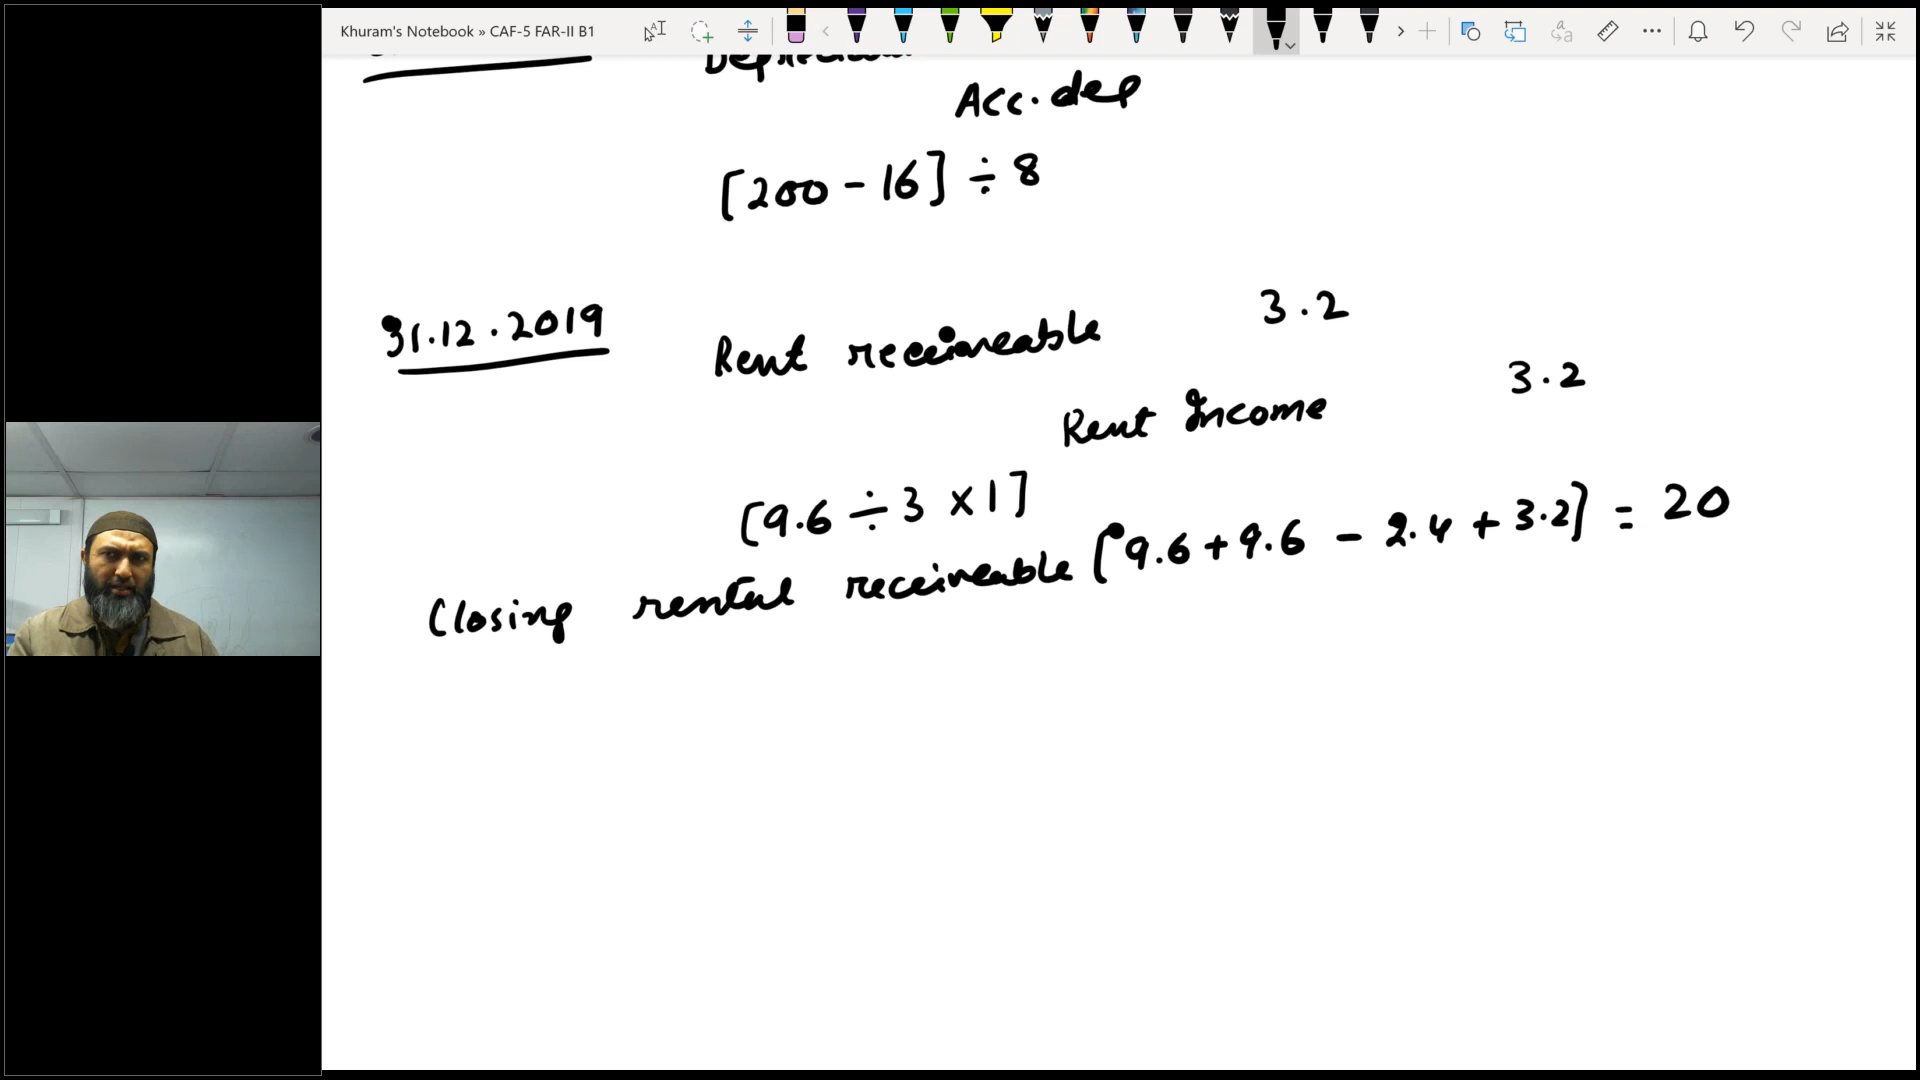 Khuram's Notebook » CAF-5 FAR-II B1
Acc. dep
[200 - 16] ÷ 8
31.12.2019
Rent receiveable 3.2
Rent Income 3.2
[9.6 ÷ 3 × 1]
Closing rental receiveable [9.6 + 9.6 - 2.4 + 3.2] = 20